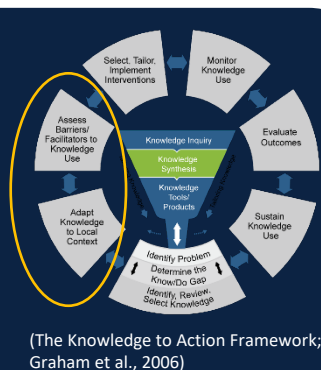 Select, Tailor,
Implement
Interventions
Monitor
Knowledge
Use
Assess
Barriers/
Facilitators to
Knowledge
Use
Evaluate
Outcomes
Knowledge Inquiry
Knowledge
Synthesis
Knowledge
Tools/
Products
Adapt
Knowledge
to Local
Context
Sustain
Knowledge
Use
Identify Problem
Determine the
Know/Do Gap
Identify, Review,
Select Knowledge
(The Knowledge to Action Framework;
Graham et al., 2006)